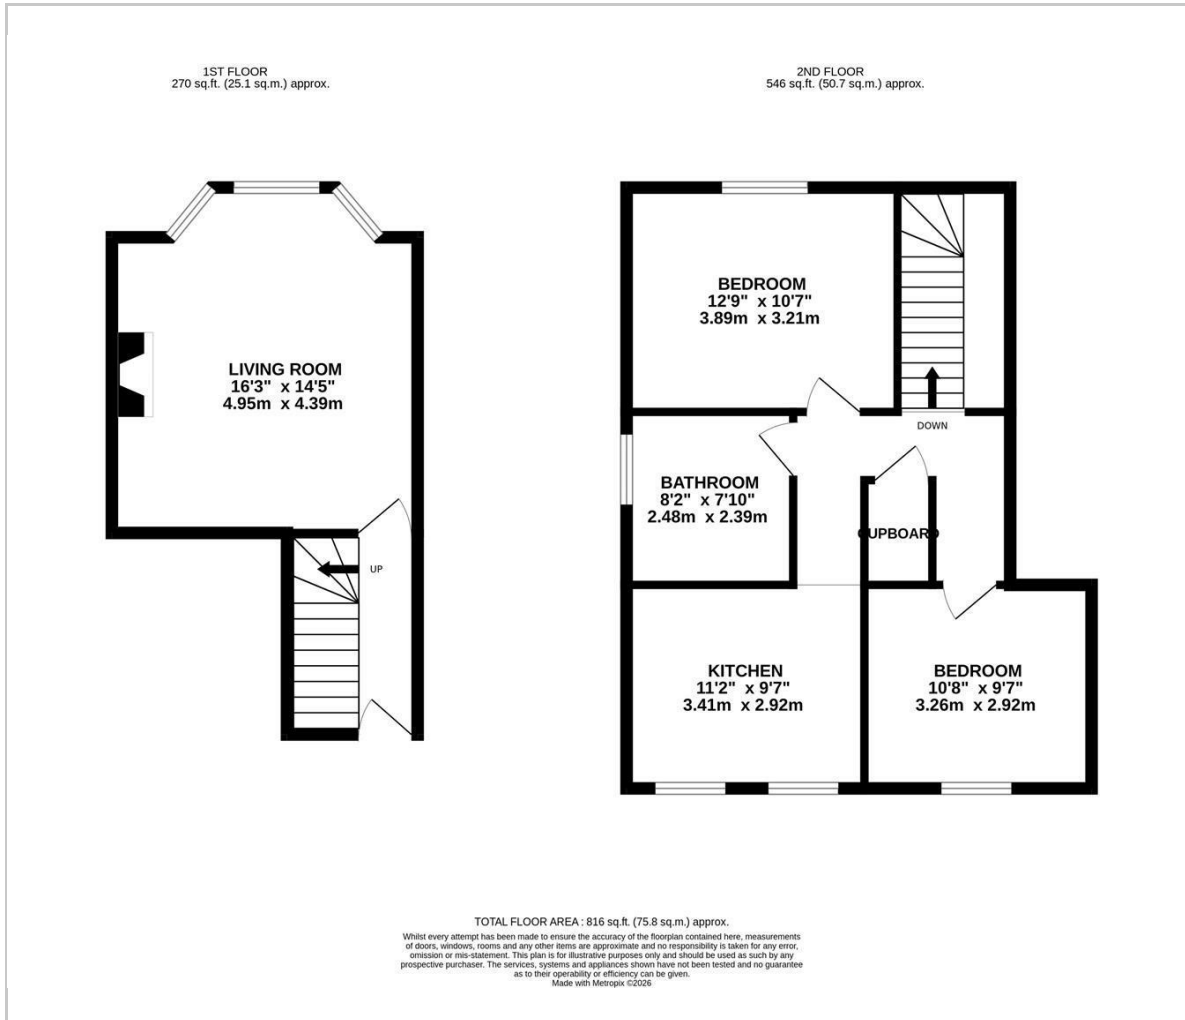 1ST FLOOR
270 sq.ft. (25.1 sq.m.) approx.
2ND FLOOR
546 sq.ft. (50.7 sq.m.) approx.
LIVING ROOM
16'3" x 14'5"
4.95m x 4.39m
UP
BEDROOM
12'9" x 10'7"
3.89m x 3.21m
DOWN
BATHROOM
8'2" x 7'10"
2.48m x 2.39m
CUPBOARD
KITCHEN
11'2" x 9'7"
3.41m x 2.92m
BEDROOM
10'8" x 9'7"
3.26m x 2.92m
TOTAL FLOOR AREA : 816 sq.ft. (75.8 sq.m.) approx.
Whilst every attempt has been made to ensure the accuracy of the floorplan contained here, measurements
of doors, windows, rooms and any other items are approximate and no responsibility is taken for any error,
omission or mis-statement. This plan is for illustrative purposes only and should be used as such by any
prospective purchaser. The services, systems and appliances shown have not been tested and no guarantee
as to their operability or efficiency can be given.
Made with Metropix ©2026